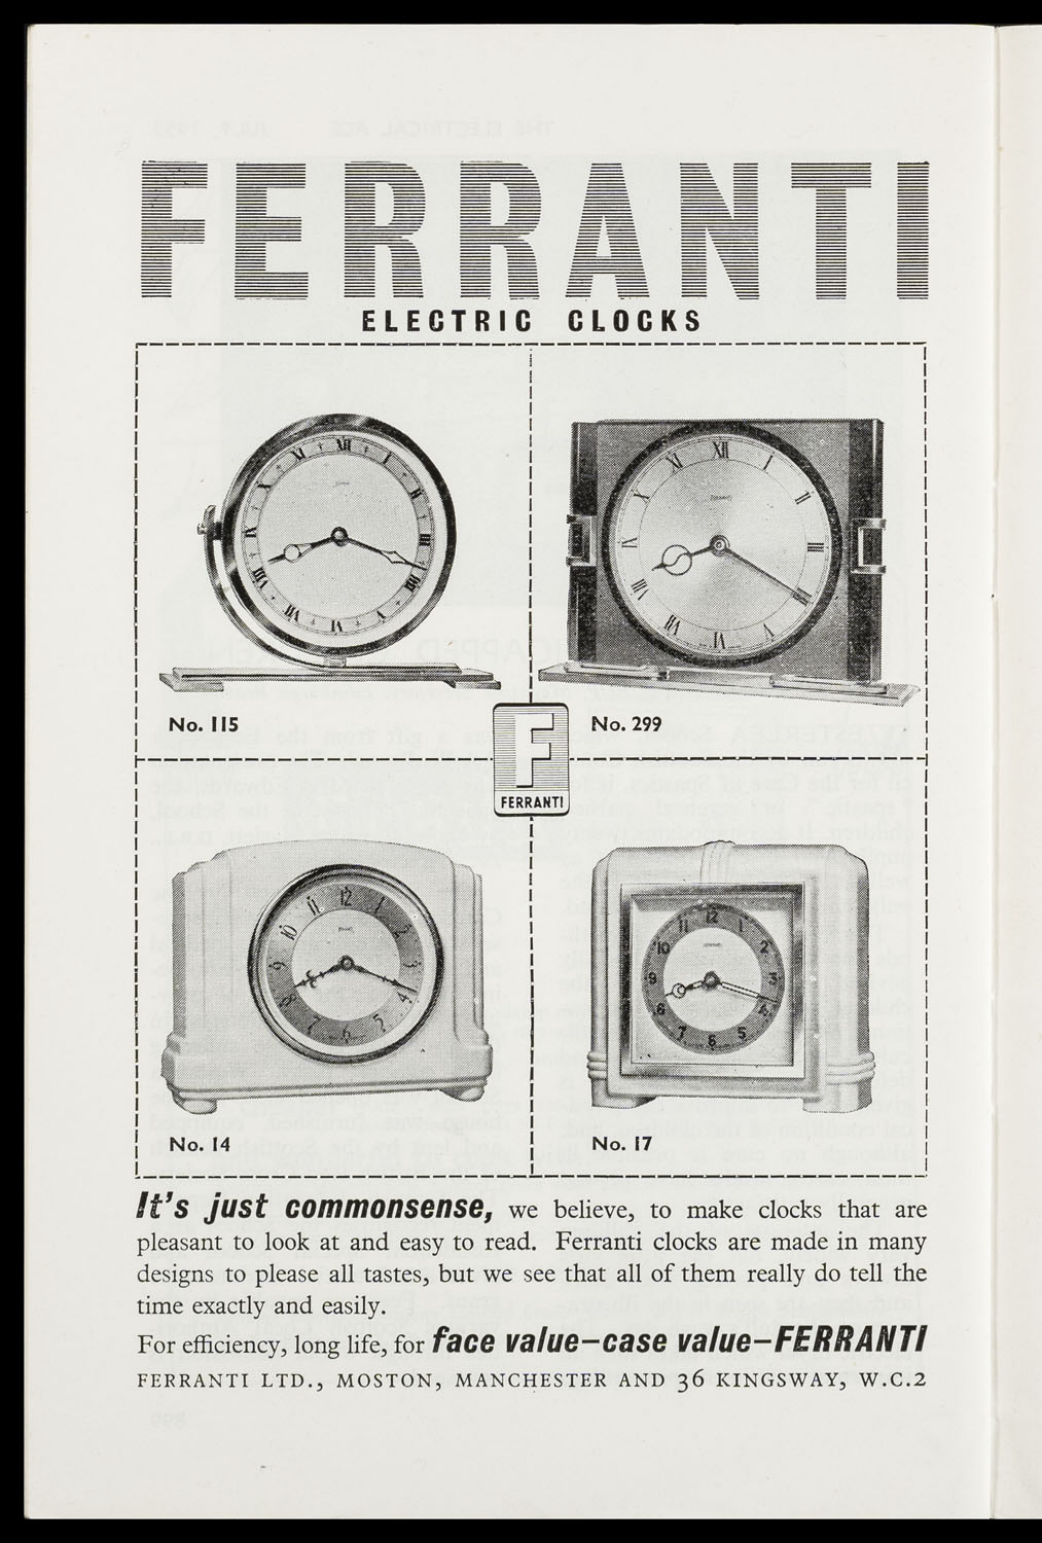 FERRANTI
ELECTRIC CLOCKS
No. 115
No. 299
F
FERRANTI
No. 14
No. 17
It's just commonsense, we believe, to make clocks that are
pleasant to look at and easy to read. Ferranti clocks are made in many
designs to please all tastes, but we see that all of them really do tell the
time exactly and easily.
For efficiency, long life, for face value—case value—FERRANTI
FERRANTI LTD., MOSTON, MANCHESTER AND 36 KINGSWAY, W.C.2